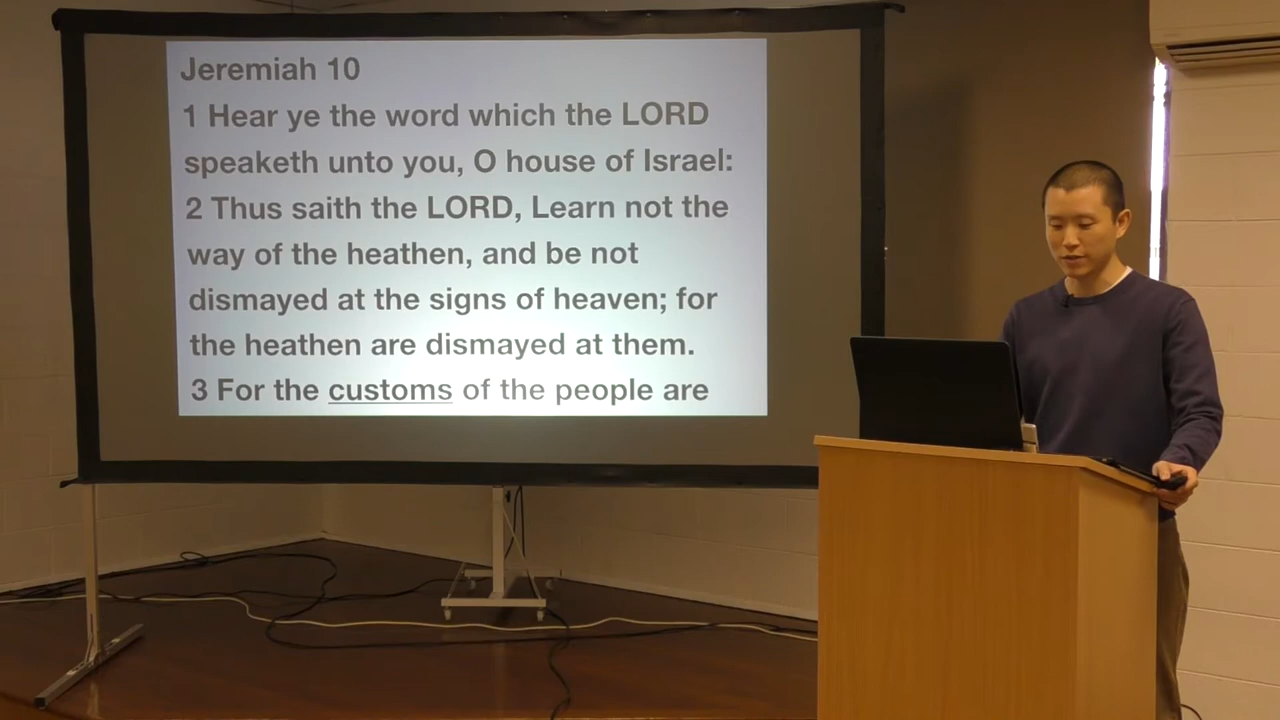 Jeremiah 10
1 Hear ye the word which the LORD
speaketh unto you, O house of Israel:
2 Thus saith the LORD, Learn not the
way of the heathen, and be not
dismayed at the signs of heaven; for
the heathen are dismayed at them.
3 For the customs of the people are